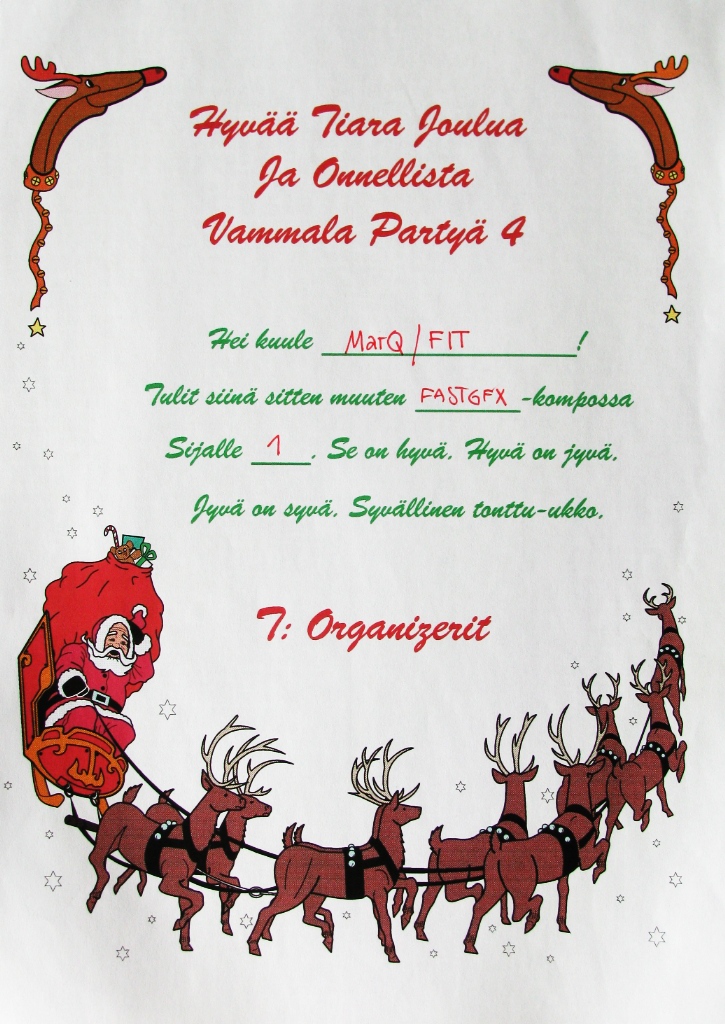 Hyvää Tiara Joulua
Ja Onnellista
Vammala Partyä 4
Hei kuule MarQ/FIT!
Tulit siinä sitten muuten FASTGFX-kompossa
Sijalle 1. Se on hyvä. Hyvä on jyvä.
Jyvä on syvä. Syvällinen tonttu-ukko.
T: Organizerit